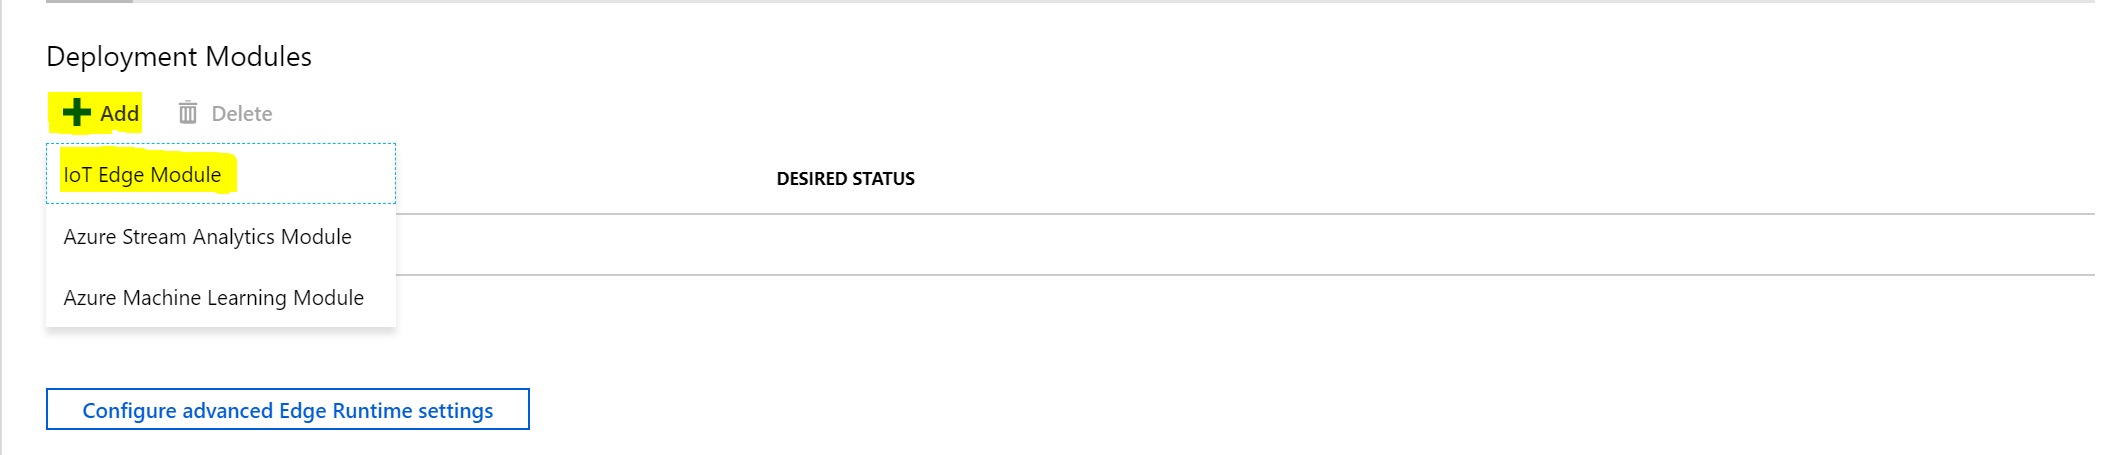 Deployment Modules
Add Delete
IoT Edge Module
DESIRED STATUS
Azure Stream Analytics Module
Azure Machine Learning Module
Configure advanced Edge Runtime settings